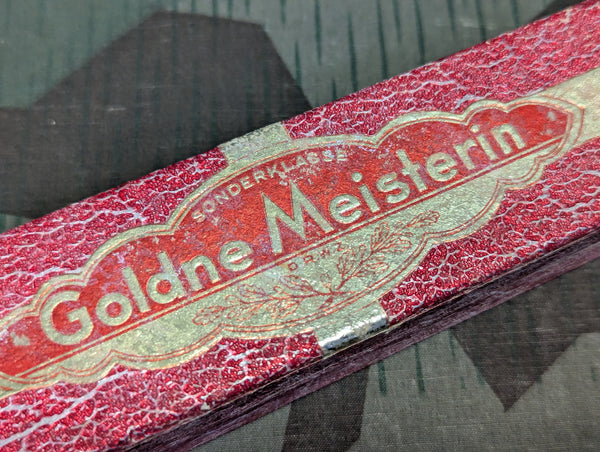 SONDERKLASSE
Goldne Meisterin
D.R.W.Z.